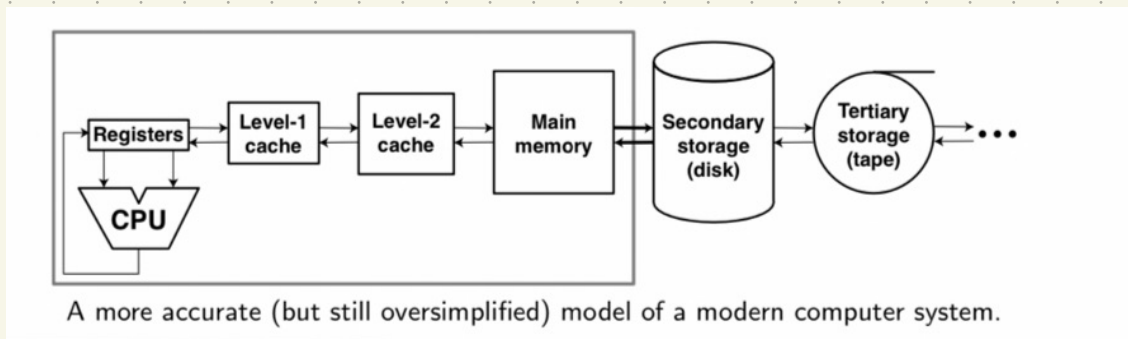 Registers
Level-1
cache
Level-2
cache
Main
memory
Secondary
storage
(disk)
Tertiary
storage
(tape)
CPU
A more accurate (but still oversimplified) model of a modern computer system.